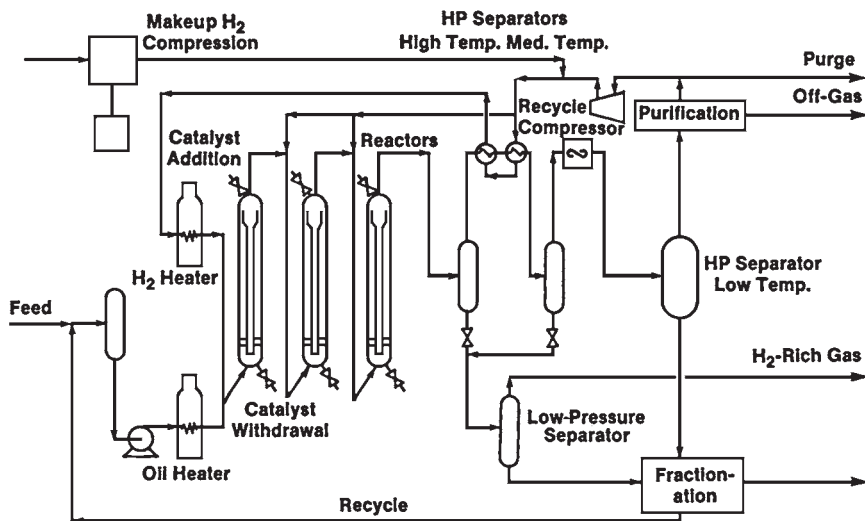 Makeup H2
Compression
HP Separators
High Temp. Med. Temp.
Purge
Off-Gas
Recycle
Compressor
Purification
Catalyst
Addition
Reactors
H2 Heater
HP Separator
Low Temp.
Feed
H2-Rich Gas
Catalyst
Withdrawal
Low-Pressure
Separator
Oil Heater
Fraction-
ation
Recycle